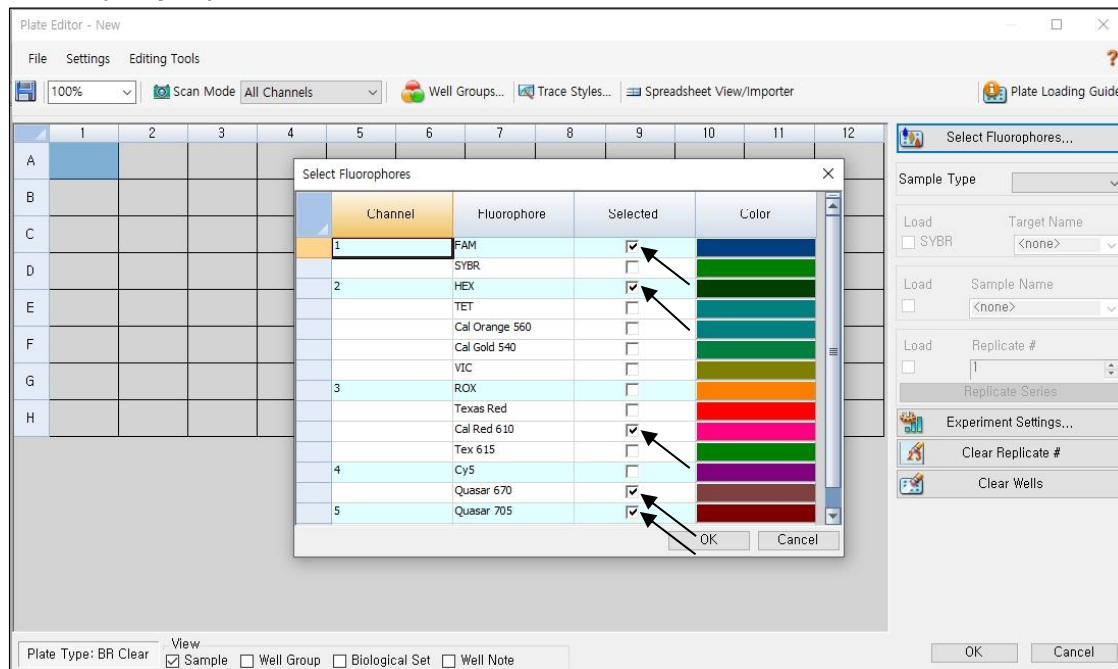 Plate Editor - New
File Settings Editing Tools ?
100% Scan Mode All Channels Well Groups... Trace Styles... Spreadsheet View/Importer Plate Loading Guide
1 2 3 4 5 6 7 8 9 10 11 12
A
B
C
D
E
F
G
H
Select Fluorophores
Channel Fluorophore Selected Color
1 FAM
SYBR
2 HEX
TET
Cal Orange 560
Cal Gold 540
VIC
3 ROX
Texas Red
Cal Red 610
Tex 615
4 Cy5
Quasar 670
5 Quasar 705
OK Cancel
Select Fluorophores...
Sample Type
Load Target Name
SYBR <none>
Load Sample Name
<none>
Load Replicate #
1
Replicate Series
Experiment Settings...
Clear Replicate #
Clear Wells
Plate Type: BR Clear
View
Sample Well Group Biological Set Well Note
OK Cancel